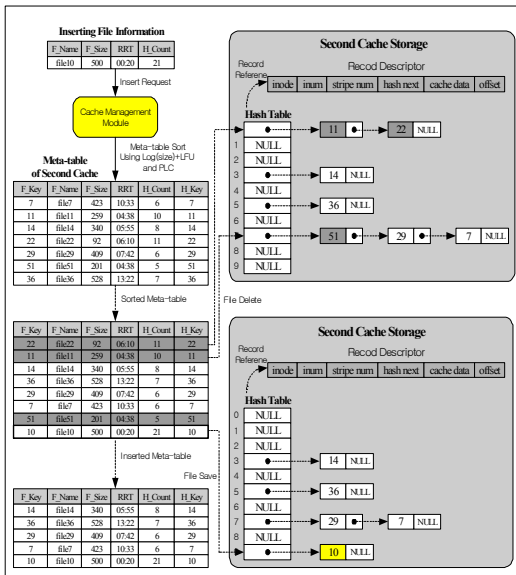 Inserting File Information
F_Name F_Size RRT H_Count
file10 500 00:20 21
Insert Request
Cache Management
Module
Meta-table Sort
Using Log(size)+LFU
and PLC
Meta-table
of Second Cache
F_Key F_Name F_Size RRT H_Count H_Key
7 file7 423 10:33 6 7
11 file11 259 04:38 10 11
14 file14 340 05:55 8 14
22 file22 92 06:10 11 22
29 file29 409 07:42 6 29
51 file51 201 04:38 5 51
36 file36 528 13:22 7 36
Sorted Meta-table
F_Key F_Name F_Size RRT H_Count H_Key
22 file22 92 06:10 11 22
11 file11 259 04:38 10 11
14 file14 340 05:55 8 14
36 file36 528 13:22 7 36
29 file29 409 07:42 6 29
7 file7 423 10:33 6 7
51 file51 201 04:38 5 51
10 file10 500 00:20 21 10
Inserted Meta-table
F_Key F_Name F_Size RRT H_Count H_Key
14 file14 340 05:55 8 14
36 file36 528 13:22 7 36
29 file29 409 07:42 6 29
7 file7 423 10:33 6 7
10 file10 500 00:20 21 10
File Delete
File Save
Second Cache Storage
Record
Referene
Recod Descriptor
inode inum stripe num hash next cache data offset
Hash Table
11 22 NULL
1 NULL
2 NULL
3 14 NULL
4 NULL
5 36 NULL
6 NULL
51 29 7 NULL
8 NULL
9 NULL
Second Cache Storage
Record
Referene
Recod Descriptor
inode inum stripe num hash next cache data offset
Hash Table
0 NULL
1 NULL
2 NULL
3 14 NULL
4 NULL
5 36 NULL
6 NULL
7 29 7 NULL
8 NULL
10 NULL